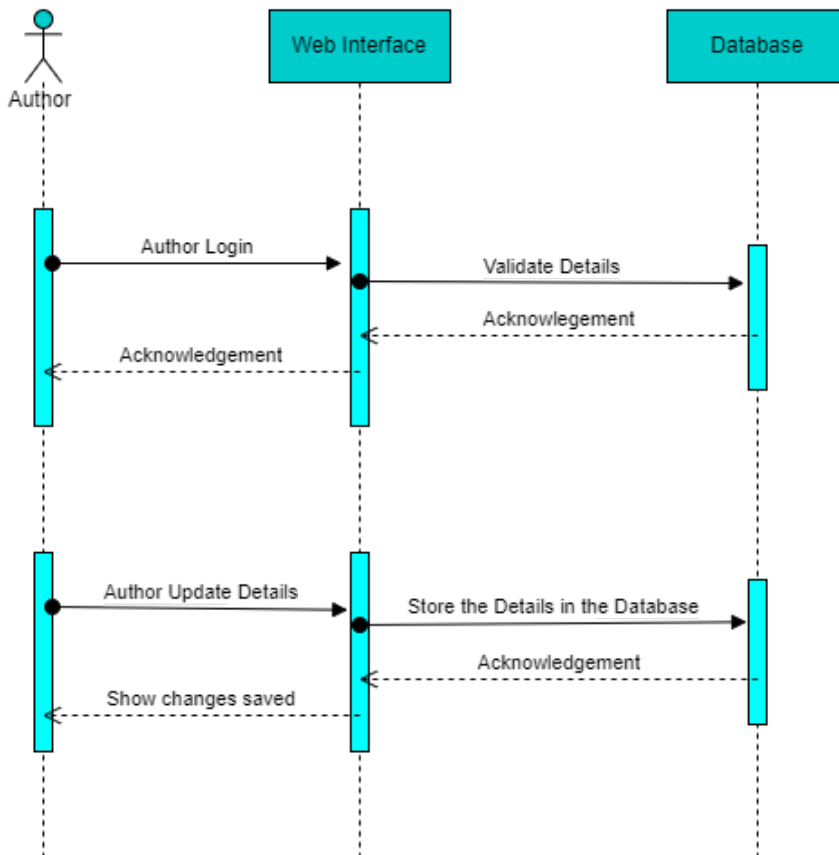 Web Interface
Database
Author
Author Login
Validate Details
Acknowlegement
Acknowledgement
Author Update Details
Store the Details in the Database
Acknowledgement
Show changes saved